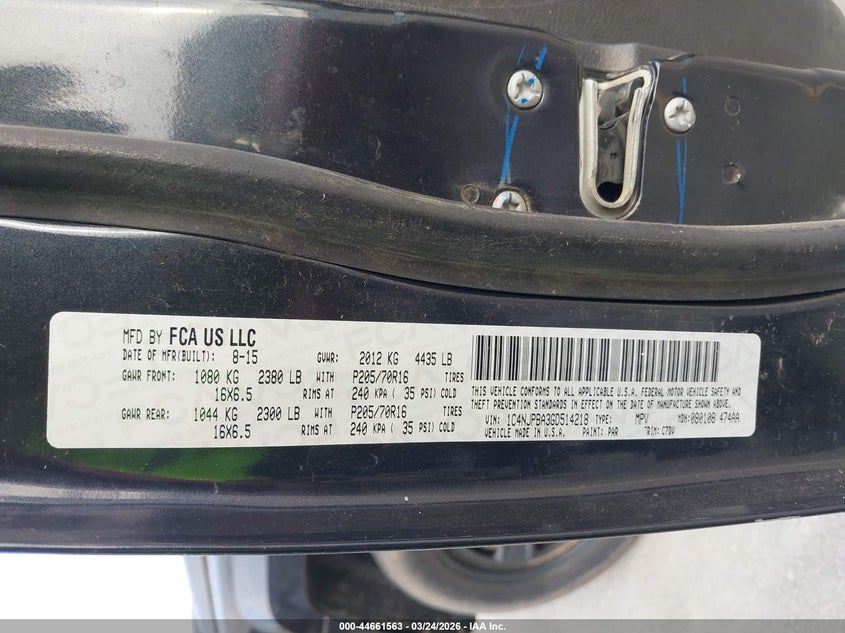 MFD BY FCA US LLC
DATE OF MFR(BUILT): 8-15 GVWR: 2012 KG 4435 LB
GAWR FRONT: 1080 KG 2380 LB WITH P205/70R16 TIRES
16X6.5 RIMS AT 240 KPA ( 35 PSI) COLD
GAWR REAR: 1044 KG 2300 LB WITH P205/70R16 TIRES
16X6.5 RIMS AT 240 KPA ( 35 PSI) COLD
THIS VEHICLE CONFORMS TO ALL APPLICABLE U.S.A. FEDERAL MOTOR VEHICLE SAFETY AND
THEFT PREVENTION STANDARDS IN EFFECT ON THE DATE OF MANUFACTURE SHOWN ABOVE.
VIN: 1C4NJPBA3GD514218 TYPE: MPV MDH:080108 474AA
VEHICLE MADE IN U.S.A. PAINT: PAR TRIM: C7DV
000-44661563 - 03/24/2026 - IAA Inc.